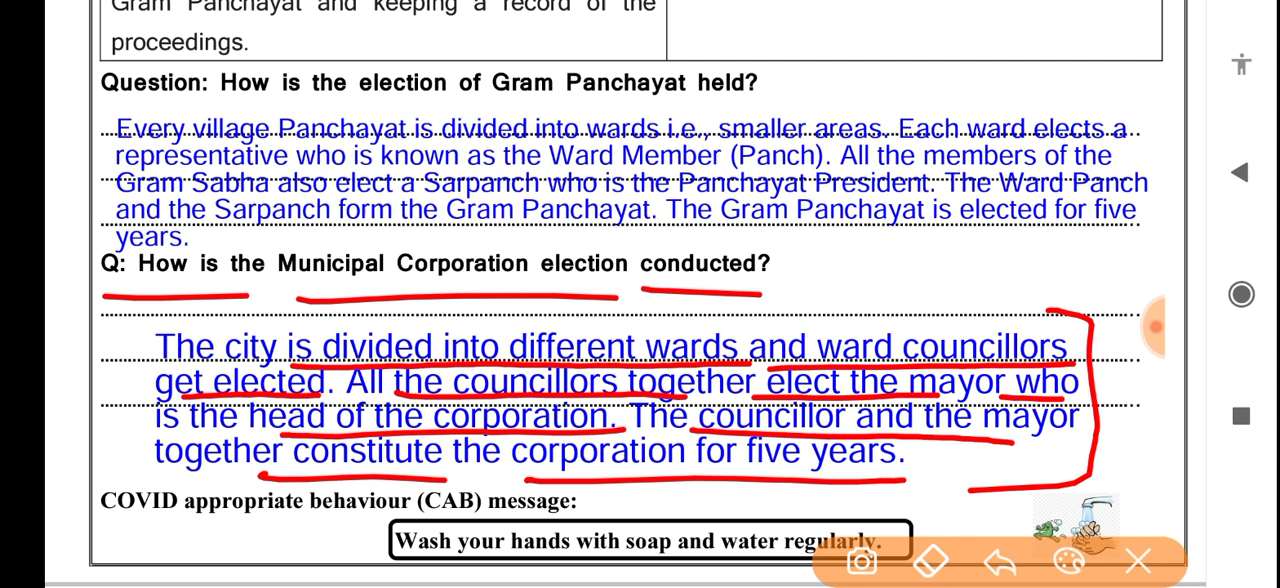 Gram Panchayat and keeping a record of the
proceedings.
Question: How is the election of Gram Panchayat held?
Every village Panchayat is divided into wards i.e., smaller areas. Each ward elects a
representative who is known as the Ward Member (Panch). All the members of the
Gram Sabha also elect a Sarpanch who is the Panchayat President. The Ward Panch
and the Sarpanch form the Gram Panchayat. The Gram Panchayat is elected for five
years.
Q: How is the Municipal Corporation election conducted?
The city is divided into different wards and ward councillors
get elected. All the councillors together elect the mayor who
is the head of the corporation. The councillor and the mayor
together constitute the corporation for five years.
COVID appropriate behaviour (CAB) message:
Wash your hands with soap and water regularly.